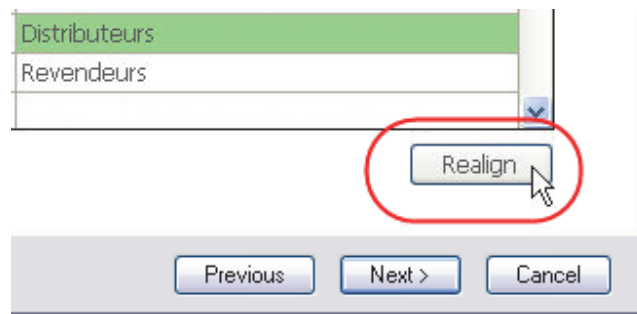 Distributeurs
Revendeurs
Realign
Previous Next > Cancel